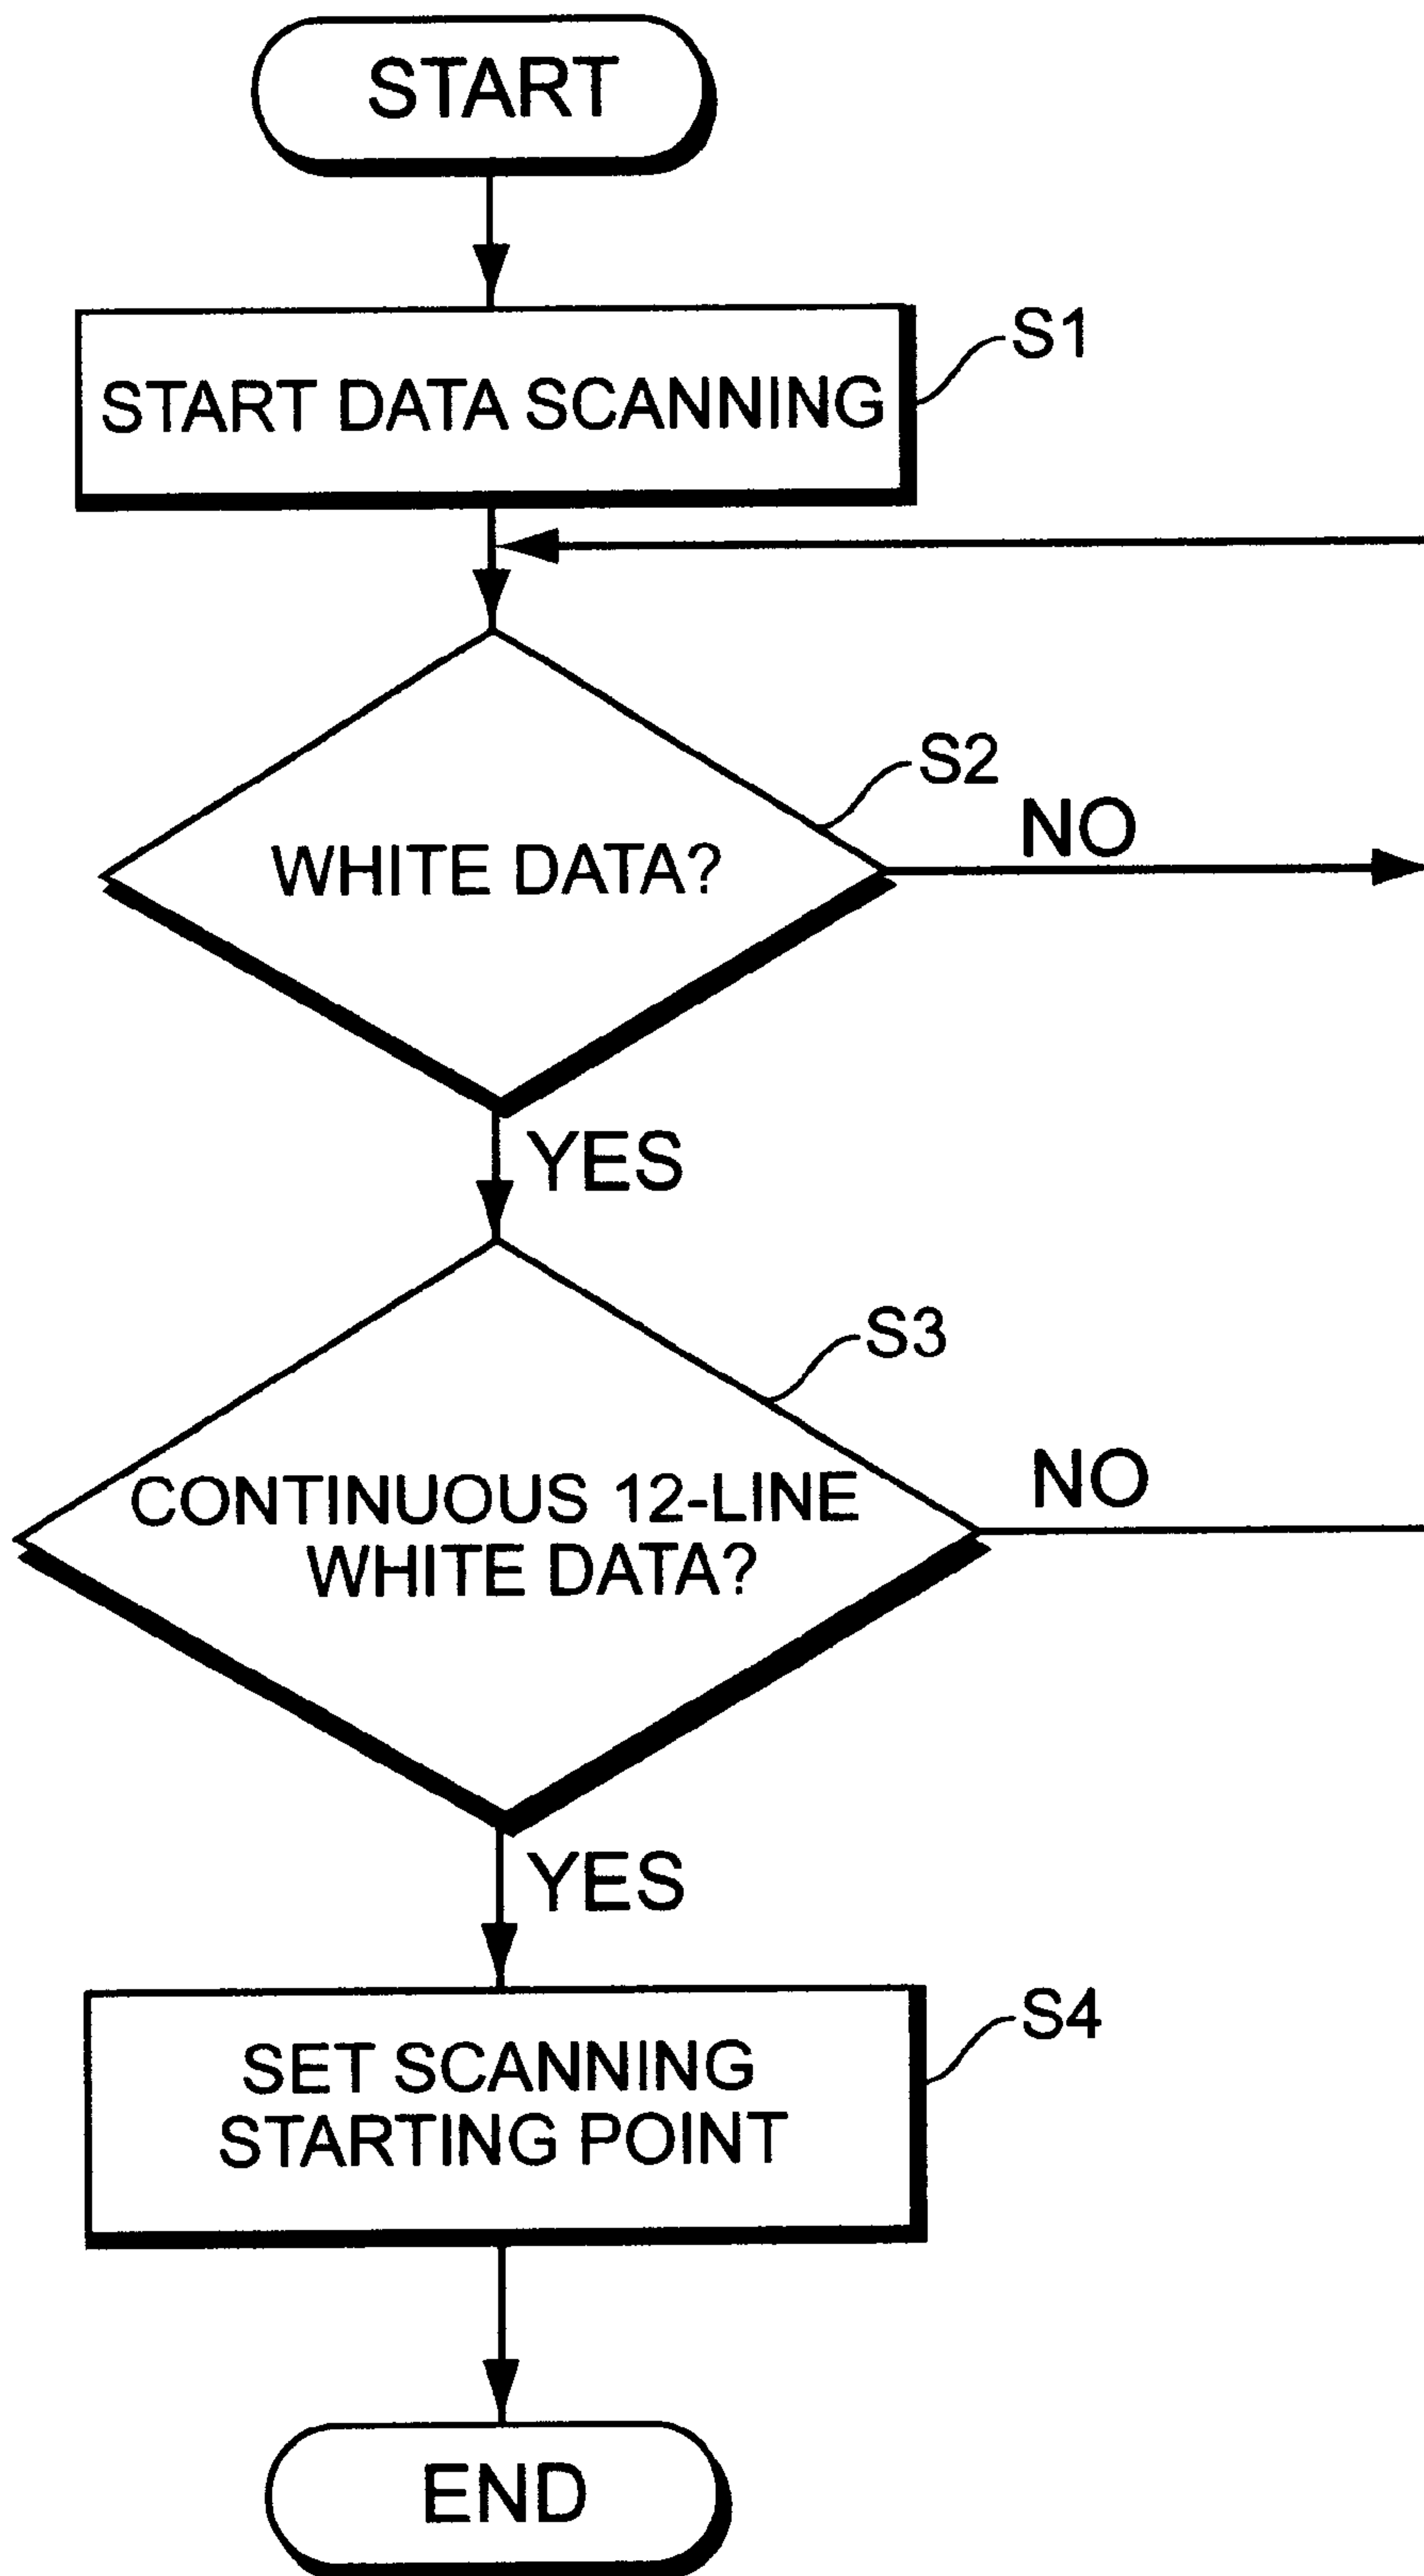 START
S1
START DATA SCANNING
S2
NO
WHITE DATA?
YES
S3
NO
CONTINUOUS 12-LINE
WHITE DATA?
YES
S4
SET SCANNING
STARTING POINT
END